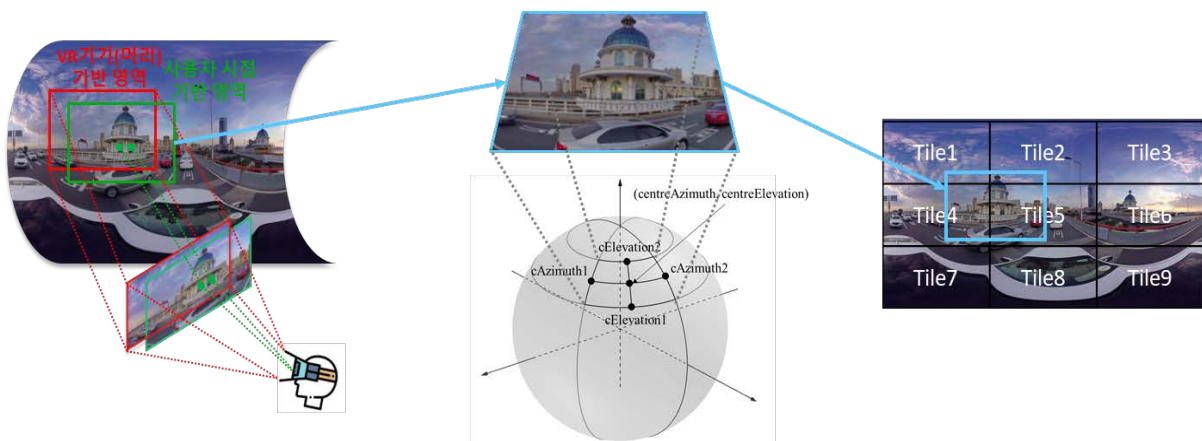 VR기기(머리)
기반 영역
사용자 시점
기반 영역
(centreAzimuth, centreElevation)
cElevation2
cAzimuth1
cAzimuth2
cElevation1
Tile1
Tile2
Tile3
Tile4
Tile5
Tile6
Tile7
Tile8
Tile9